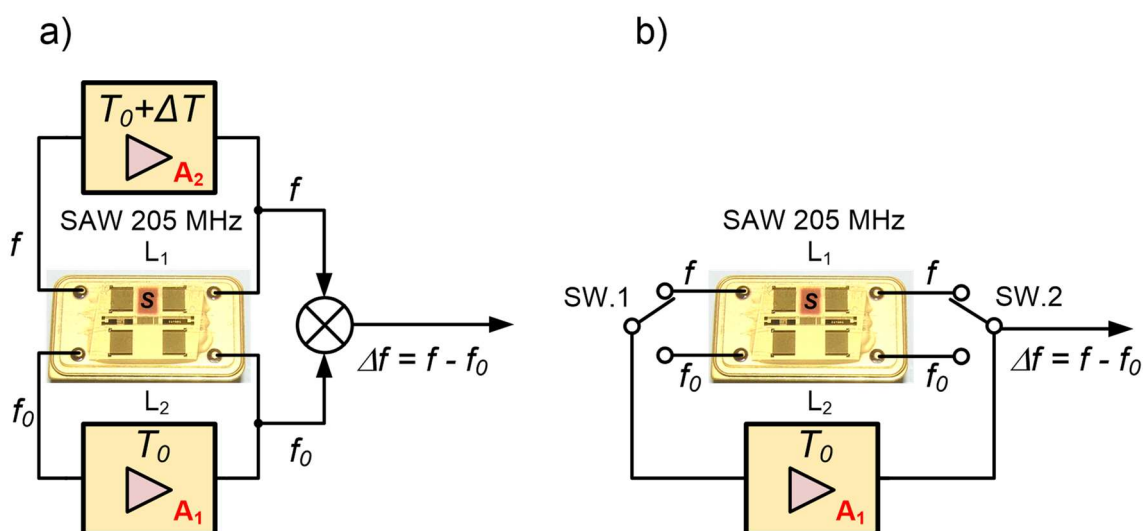 a)
T₀+ΔT
A₂
f
SAW 205 MHz
f
L₁
S
Δf = f - f₀
L₂
f₀
f₀
T₀
A₁
b)
SAW 205 MHz
L₁
f
f
SW.1
S
SW.2
f₀
f₀
Δf = f - f₀
L₂
T₀
A₁